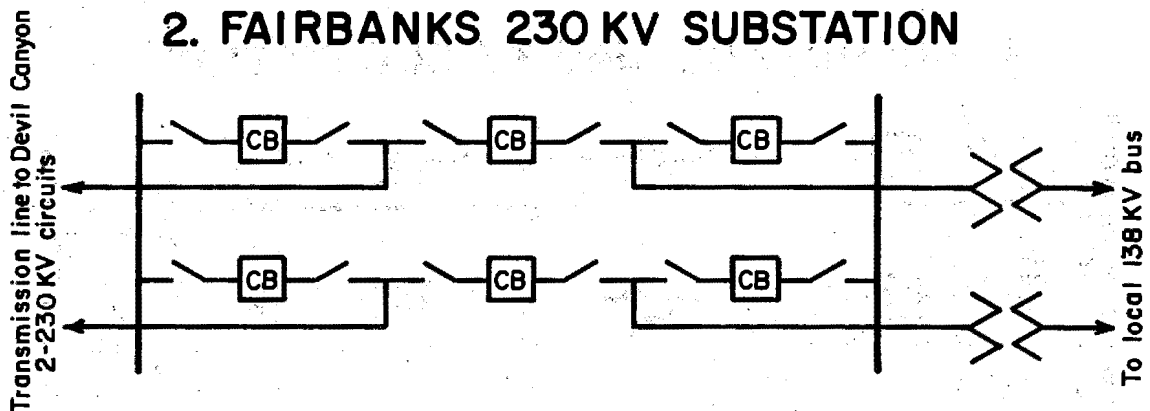 2. FAIRBANKS 230 KV SUBSTATION
Transmission line to Devil Canyon
2-230 KV circuits
CB CB CB
CB CB CB
To local 138 KV bus